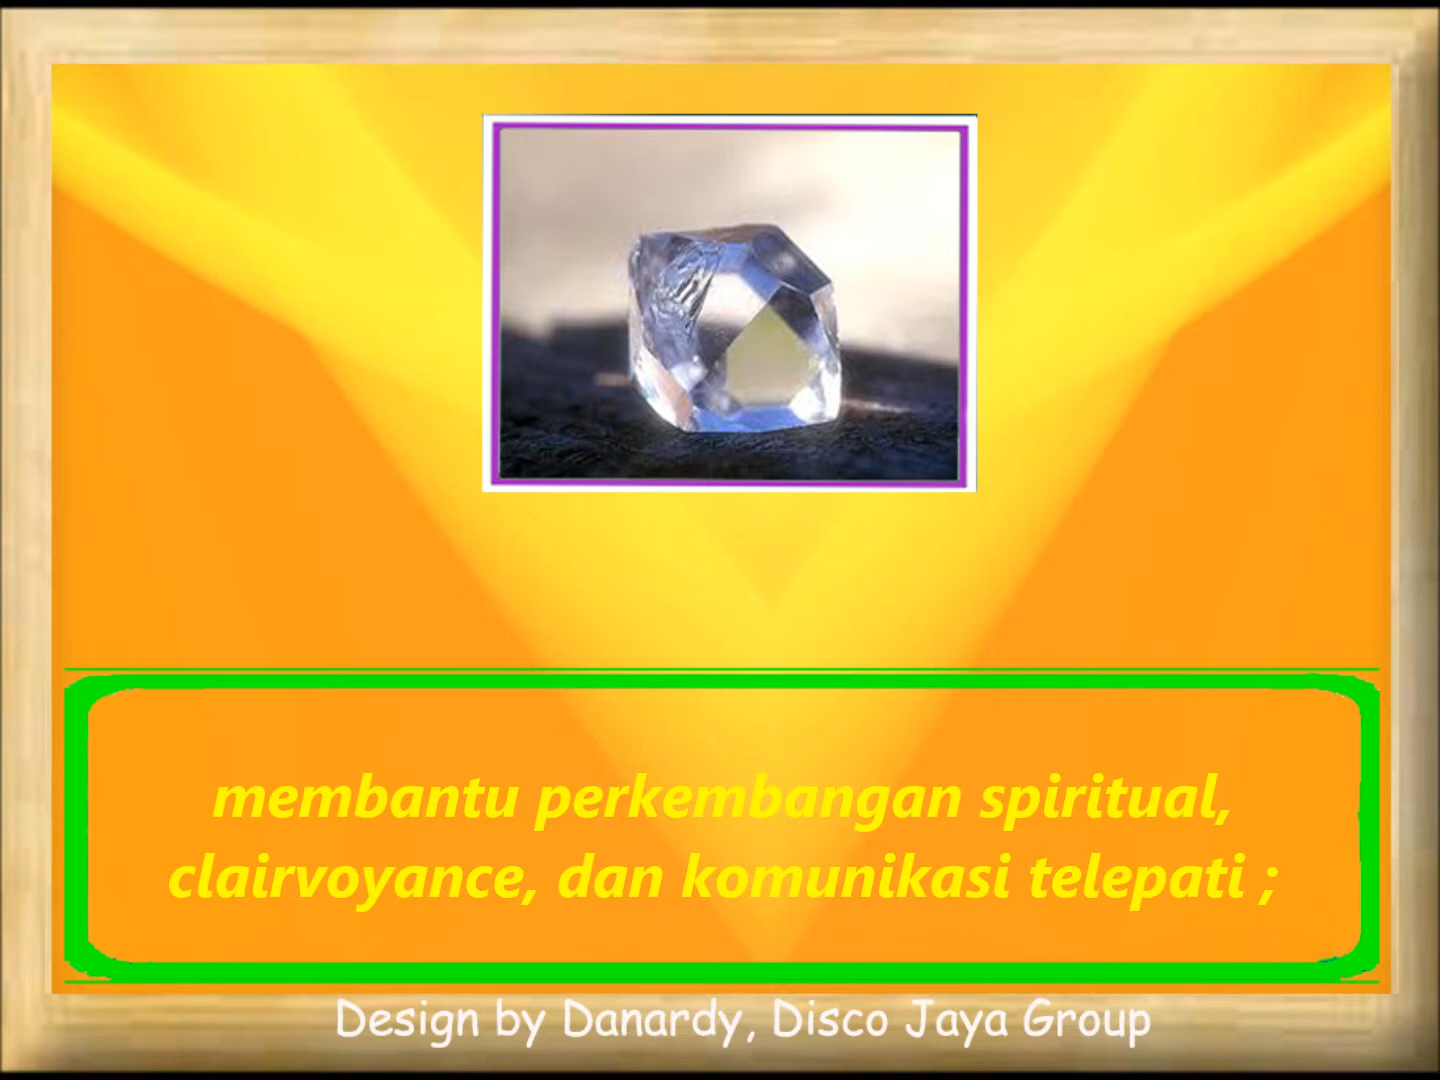 membantu perkembangan spiritual,
clairvoyance, dan komunikasi telepati ;
Design by Danardy, Disco Jaya Group